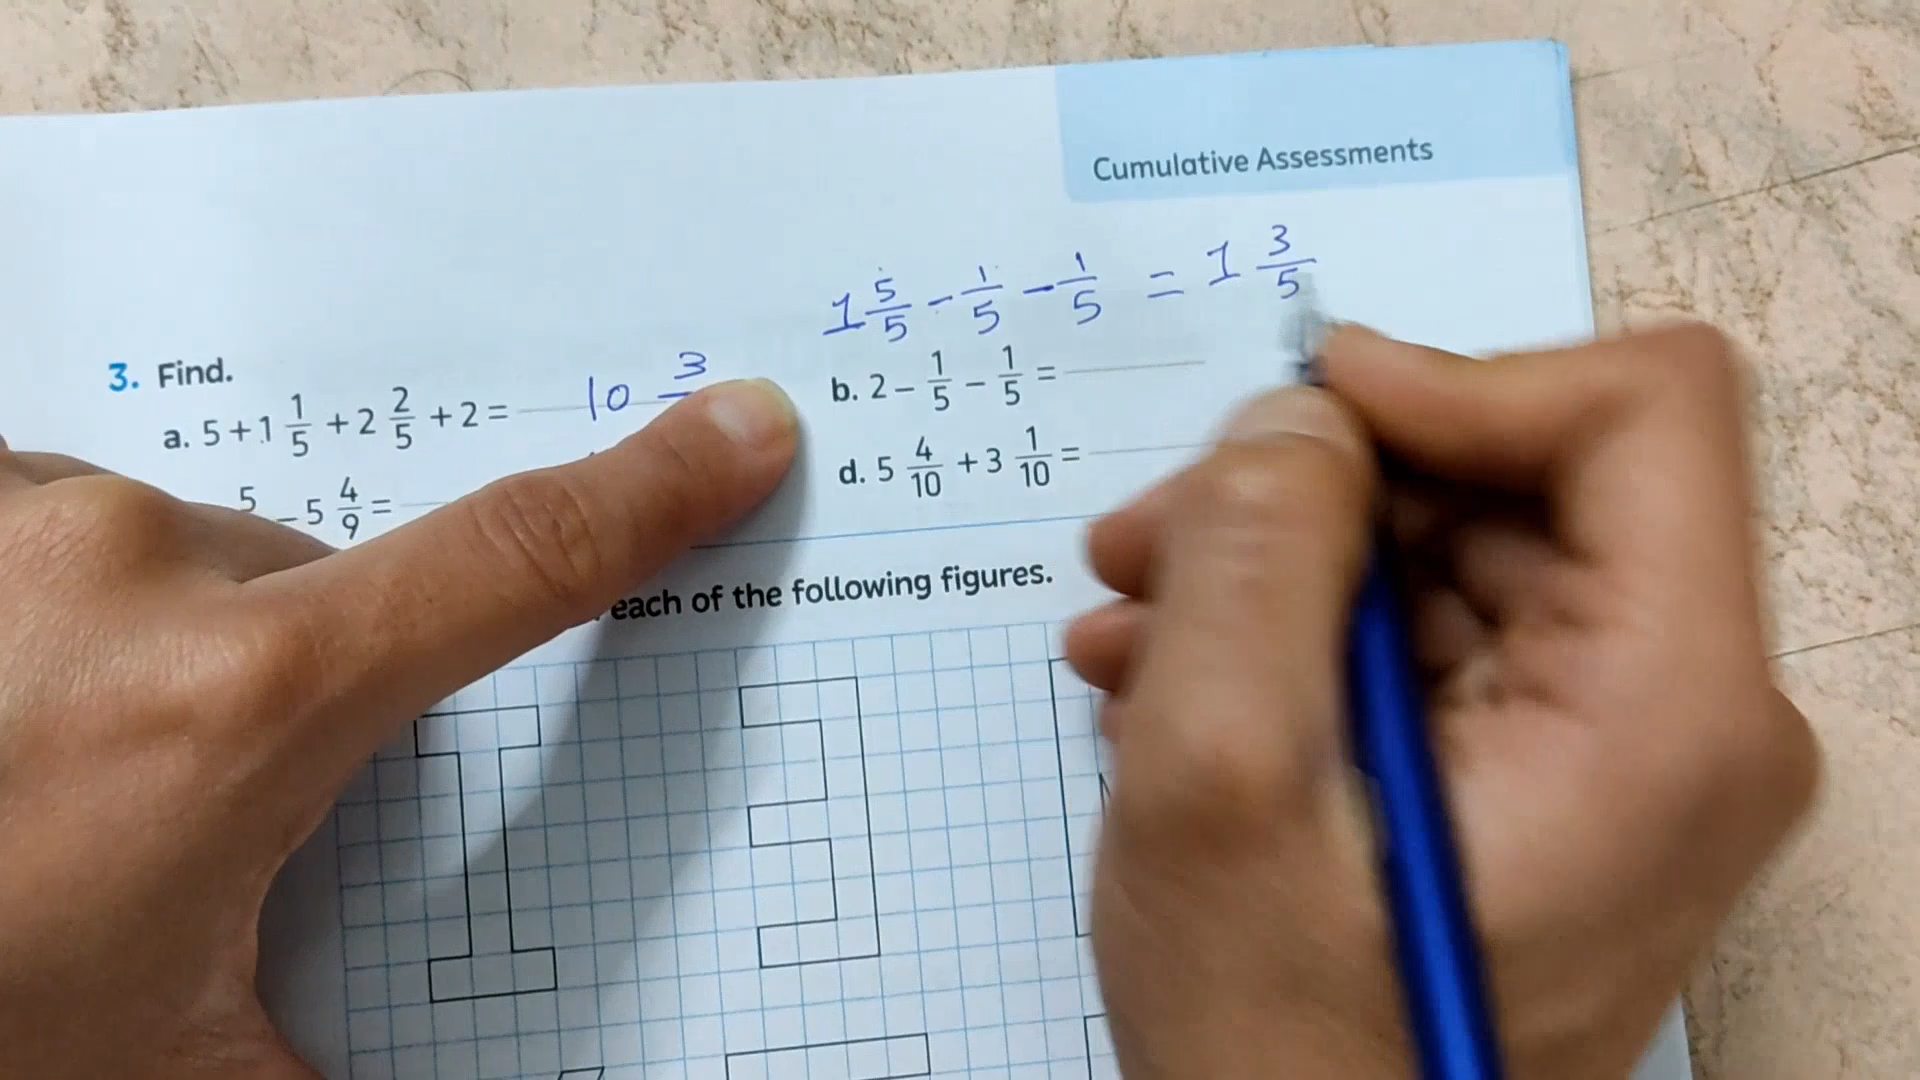 Cumulative Assessments
1 5/5 - 1/5 - 1/5 = 1 3/5
3. Find.
a. 5 + 1 1/5 + 2 2/5 + 2 = 10 3
b. 2 - 1/5 - 1/5 =
5 - 5 4/9 =
d. 5 4/10 + 3 1/10 =
each of the following figures.